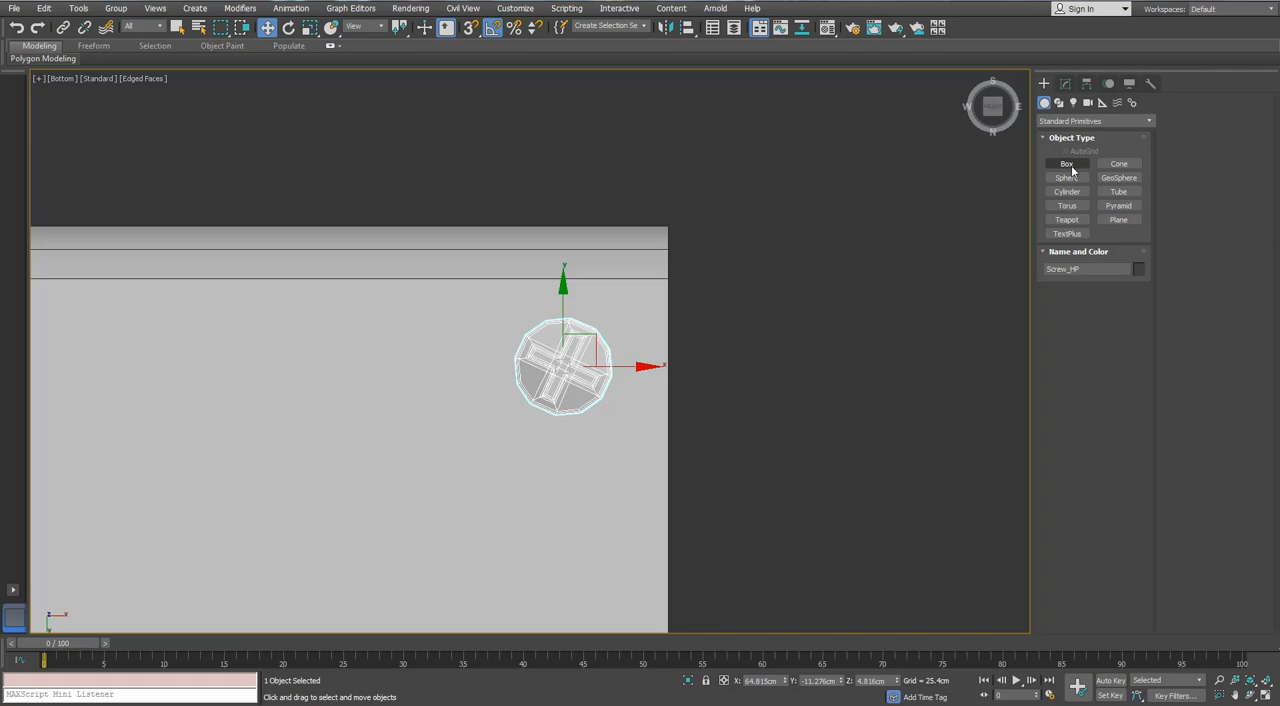 File Edit Tools Group Views Create Modifiers Animation Graph Editors Rendering Civil View Customize Scripting Interactive Content Arnold Help Sign In Workspaces: Default
All View Create Selection Se
Modeling Freeform Selection Object Paint Populate
Polygon Modeling
[+] [Bottom] [Standard] [Edged Faces]
S
W E
N
Standard Primitives
Object Type
AutoGrid
Box Cone
Sphere GeoSphere
Cylinder Tube
Torus Pyramid
Teapot Plane
TextPlus
Name and Color
Screw_HP
y
x
z x
y
< 0 / 100 >
0 5 10 15 20 25 30 35 40 45 50 55 60 65 70 75 80 85 90 95 100
1 Object Selected X: 64.815cm Y: -11.276cm Z: 4.816cm Grid = 25.4cm Auto Key Selected
MAXScript Mini Listener Click and drag to select and move objects Add Time Tag 0 Set Key Key Filters...